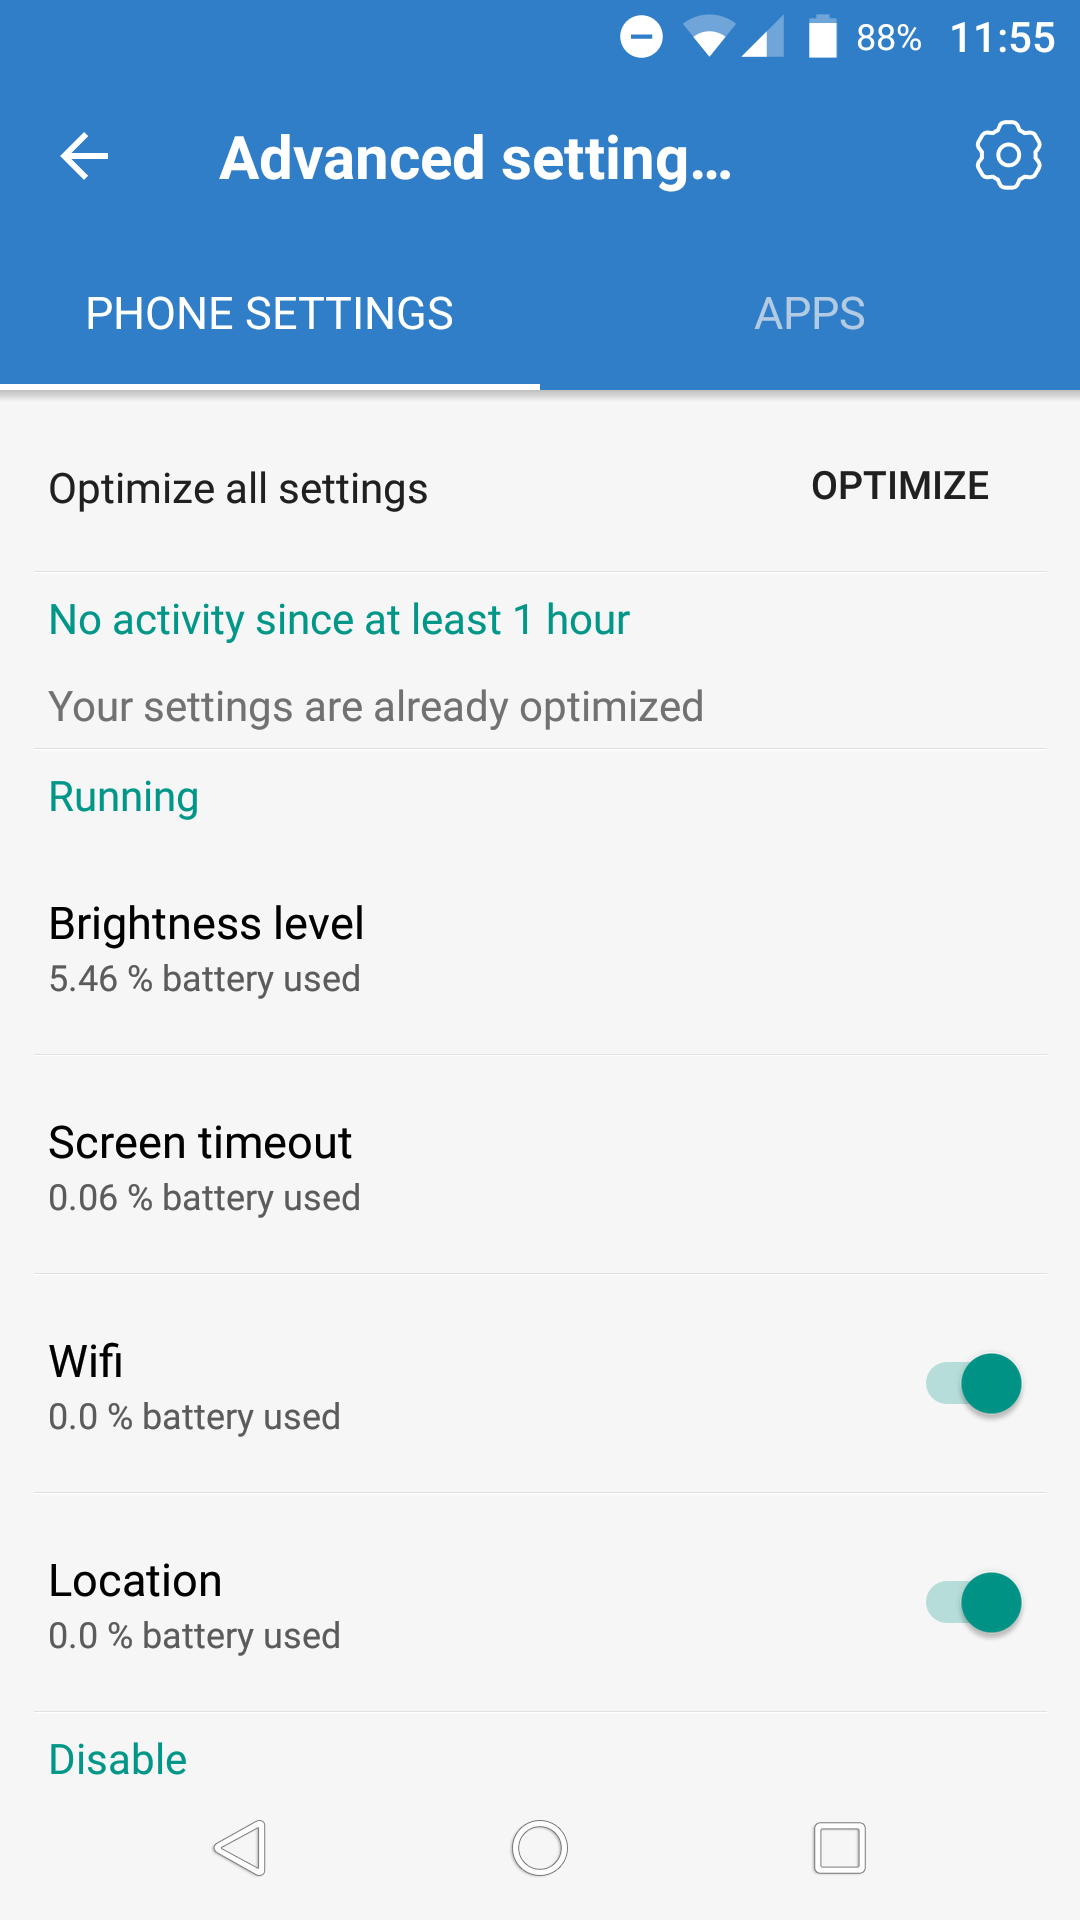 88% 11:55
Advanced setting...
PHONE SETTINGS APPS
Optimize all settings OPTIMIZE
No activity since at least 1 hour
Your settings are already optimized
Running
Brightness level
5.46 % battery used
Screen timeout
0.06 % battery used
Wifi
0.0 % battery used
Location
0.0 % battery used
Disable